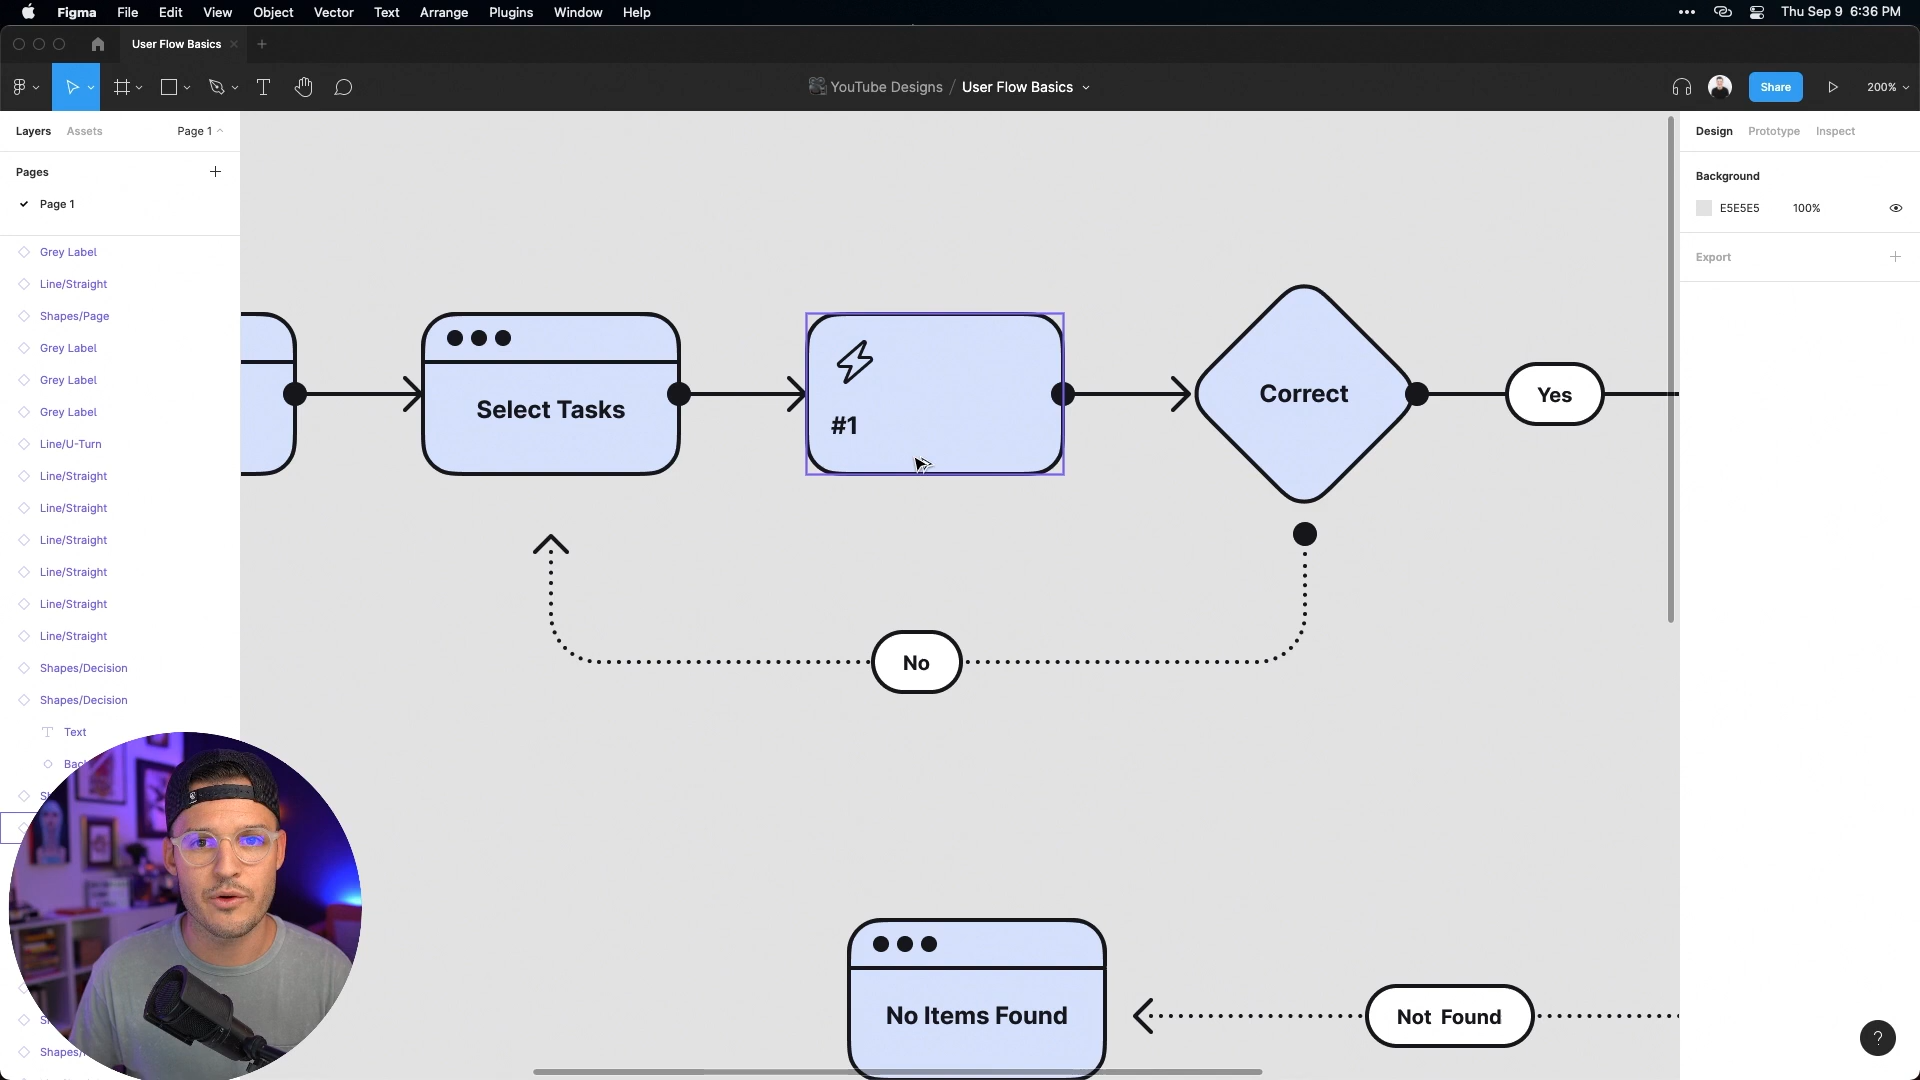 Figma File Edit View Object Vector Text Arrange Plugins Window Help
Thu Sep 9 6:36 PM
User Flow Basics
YouTube Designs / User Flow Basics
Share
200%
Layers Assets Page 1
Pages
Page 1
Grey Label
Line/Straight
Shapes/Page
Grey Label
Grey Label
Grey Label
Line/U-Turn
Line/Straight
Line/Straight
Line/Straight
Line/Straight
Line/Straight
Line/Straight
Shapes/Decision
Shapes/Decision
Text
Select Tasks
#1
Correct
Yes
No
No Items Found
Not Found
Design Prototype Inspect
Background
E5E5E5 100%
Export
?